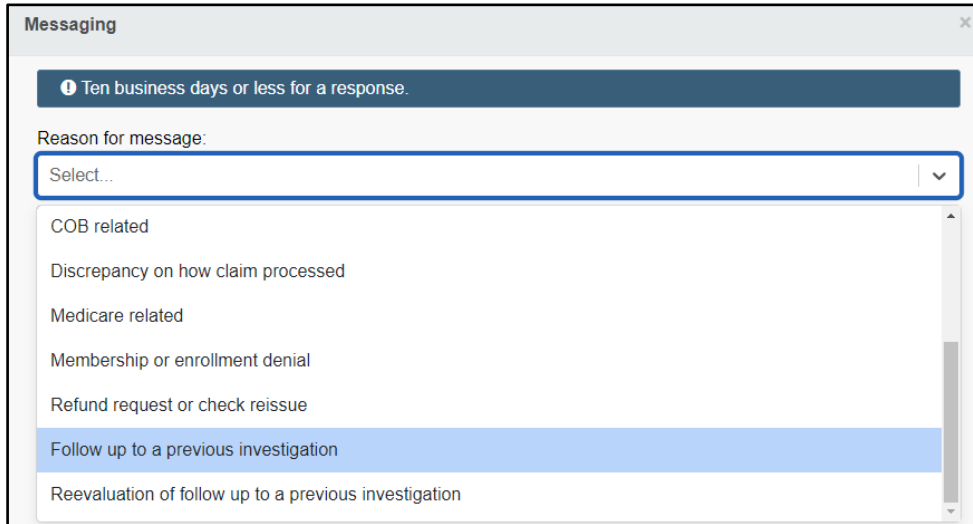 Messaging
Ten business days or less for a response.
Reason for message:
Select...
COB related
Discrepancy on how claim processed
Medicare related
Membership or enrollment denial
Refund request or check reissue
Follow up to a previous investigation
Reevaluation of follow up to a previous investigation